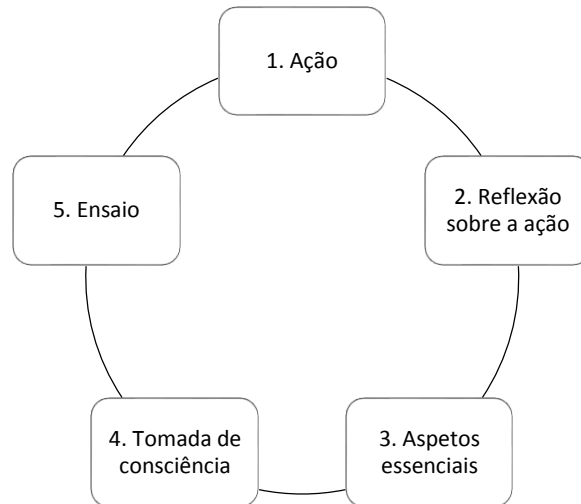 1. Ação
2. Reflexão
sobre a ação
3. Aspetos
essenciais
4. Tomada de
consciência
5. Ensaio